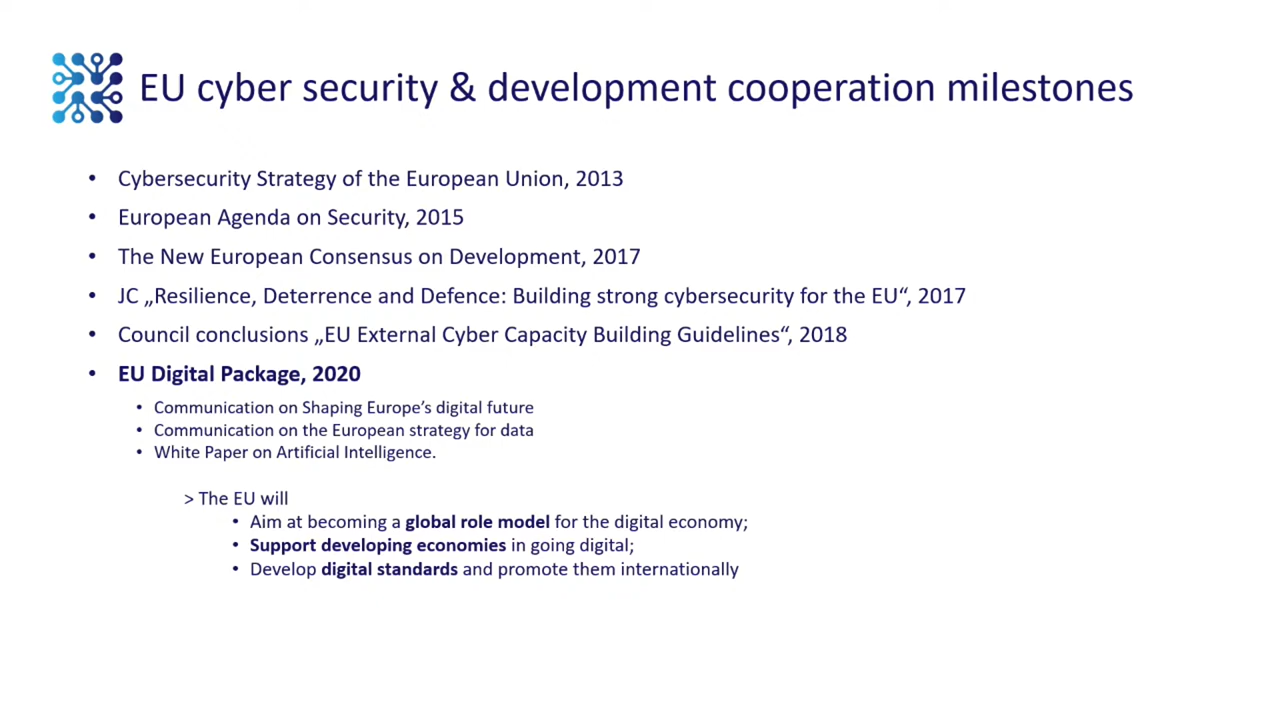 EU cyber security & development cooperation milestones
• Cybersecurity Strategy of the European Union, 2013
• European Agenda on Security, 2015
• The New European Consensus on Development, 2017
• JC „Resilience, Deterrence and Defence: Building strong cybersecurity for the EU“, 2017
• Council conclusions „EU External Cyber Capacity Building Guidelines“, 2018
• EU Digital Package, 2020
• Communication on Shaping Europe’s digital future
• Communication on the European strategy for data
• White Paper on Artificial Intelligence.
> The EU will
• Aim at becoming a global role model for the digital economy;
• Support developing economies in going digital;
• Develop digital standards and promote them internationally